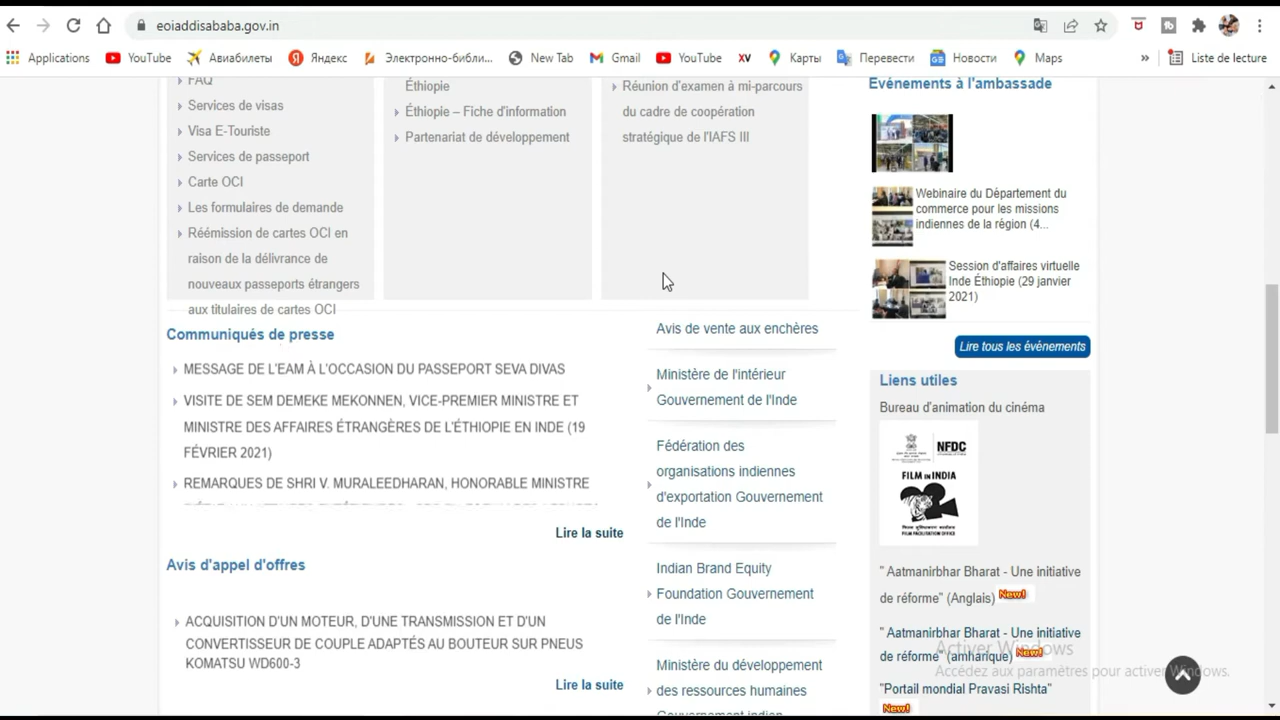 eoiaddisababa.gov.in
Applications YouTube Авиабилеты Яндекс Электронно-библи... New Tab Gmail YouTube XV Карты Перевести Новости Maps » Liste de lecture
FAQ
Services de visas
Visa E-Touriste
Services de passeport
Carte OCI
Les formulaires de demande
Réémission de cartes OCI en
raison de la délivrance de
nouveaux passeports étrangers
aux titulaires de cartes OCI
Éthiopie
Éthiopie – Fiche d'information
Partenariat de développement
Réunion d'examen à mi-parcours
du cadre de coopération
stratégique de l'IAFS III
Evénements à l'ambassade
Webinaire du Département du
commerce pour les missions
indiennes de la région (4...
Session d'affaires virtuelle
Inde Éthiopie (29 janvier
2021)
Lire tous les événements
Communiqués de presse
MESSAGE DE L'EAM À L'OCCASION DU PASSEPORT SEVA DIVAS
VISITE DE SEM DEMEKE MEKONNEN, VICE-PREMIER MINISTRE ET
MINISTRE DES AFFAIRES ÉTRANGÈRES DE L'ÉTHIOPIE EN INDE (19
FÉVRIER 2021)
REMARQUES DE SHRI V. MURALEEDHARAN, HONORABLE MINISTRE
Lire la suite
Avis d'appel d'offres
ACQUISITION D'UN MOTEUR, D'UNE TRANSMISSION ET D'UN
CONVERTISSEUR DE COUPLE ADAPTÉS AU BOUTEUR SUR PNEUS
KOMATSU WD600-3
Lire la suite
Avis de vente aux enchères
Ministère de l'intérieur
Gouvernement de l'Inde
Fédération des
organisations indiennes
d'exportation Gouvernement
de l'Inde
Indian Brand Equity
Foundation Gouvernement
de l'Inde
Ministère du développement
des ressources humaines
Gouvernement indien
Liens utiles
Bureau d'animation du cinéma
NFDC
FILM IN INDIA
FILM FACILITATION OFFICE
" Aatmanirbhar Bharat - Une initiative
de réforme" (Anglais) New!
" Aatmanirbhar Bharat - Une initiative
de réforme" (amharique) New!
"Portail mondial Pravasi Rishta"
New!
Activer Windows
Accédez aux paramètres pour activer Windows.